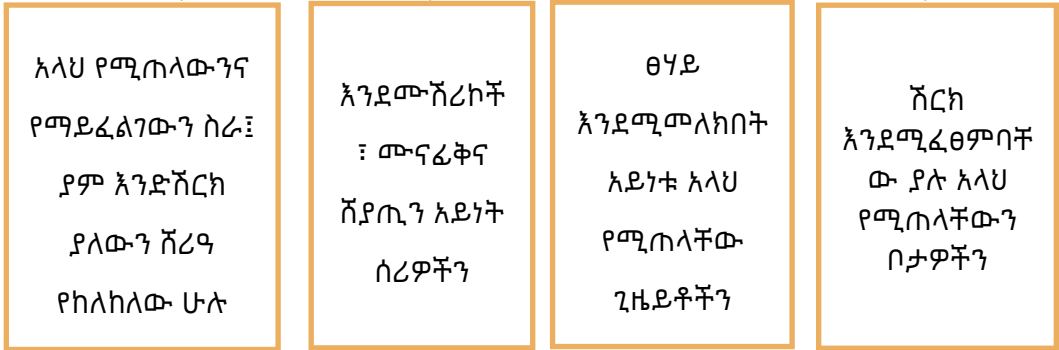 አላህ የሚጠላውንና
የማይፈልገውን ስራ፤
ያም እንድሽርክ
ያለውን ሸሪዓ
የከለከለው ሁሉ
እንደሙሽሪኮች
፣ ሙናፊቅና
ሸያጢን አይነት
ሰሪዎችን
ፀሃይ
እንደሚመለክበት
አይነቱ አላህ
የሚጠላቸው
ጊዜይቶችን
ሽርክ
እንደሚፈፀምባቸ
ው ያሉ አላህ
የሚጠላቸውን
ቦታዎችን